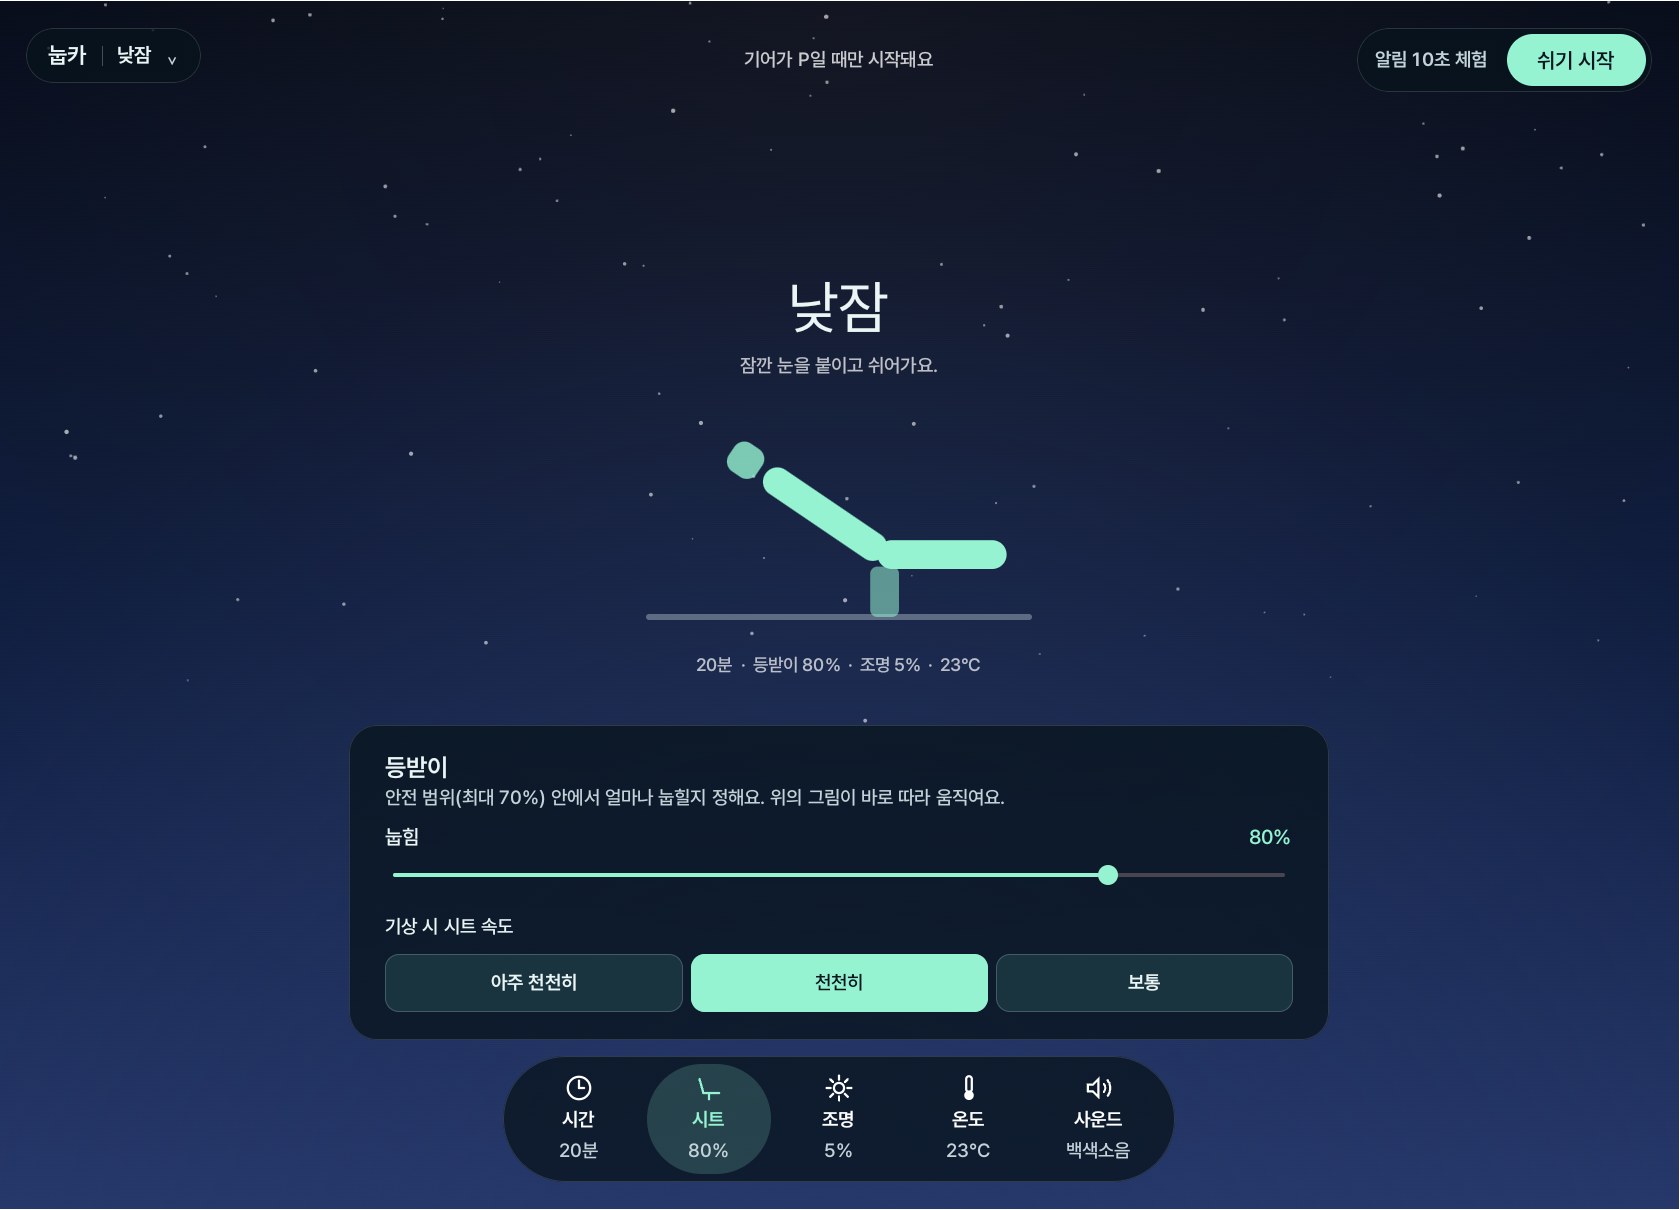 눕카 | 낮잠
기어가 P일 때만 시작돼요
알림 10초 체험
쉬기 시작
낮잠
잠깐 눈을 붙이고 쉬어가요.
20분 · 등받이 80% · 조명 5% · 23°C
등받이
안전 범위(최대 70%) 안에서 얼마나 눕힐지 정해요. 위의 그림이 바로 따라 움직여요.
눕힘 80%
기상 시 시트 속도
아주 천천히 천천히 보통
시간 시트 조명 온도 사운드
20분 80% 5% 23°C 백색소음